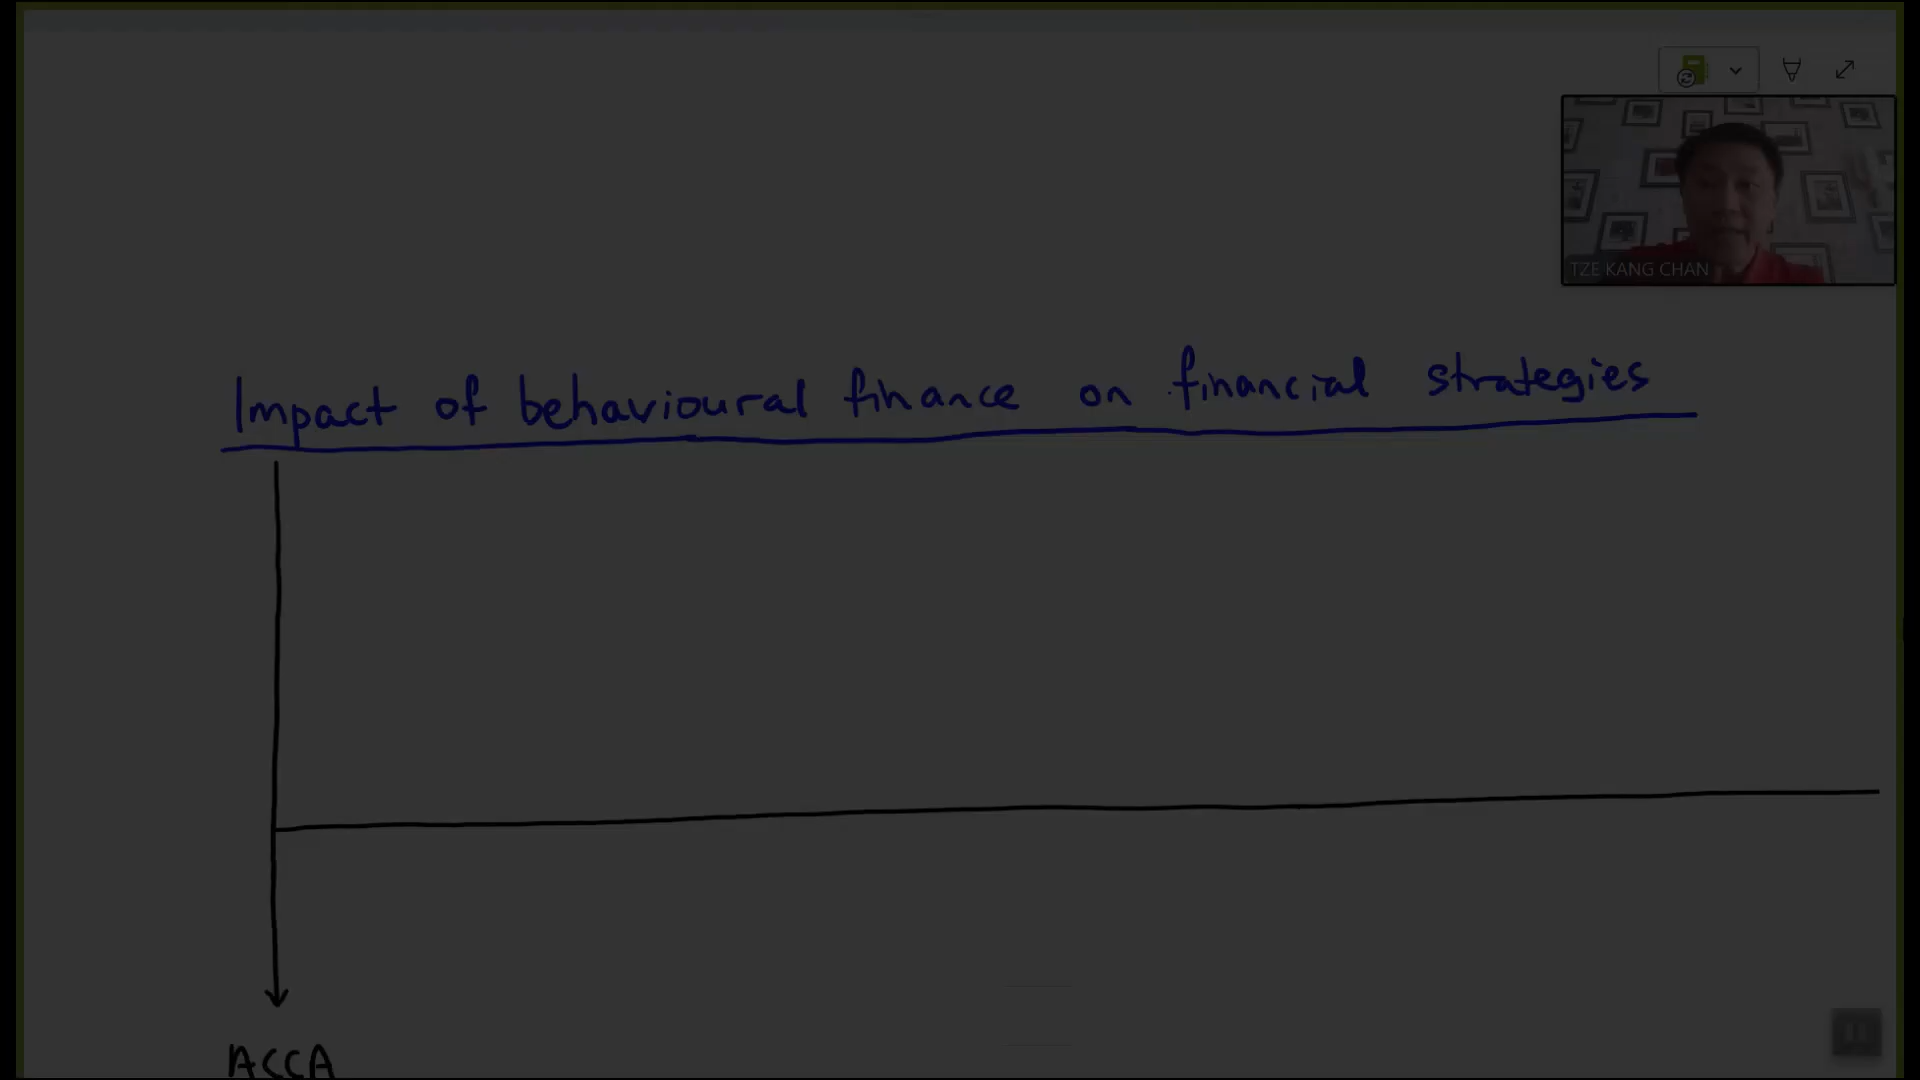 TZE KANG CHAN
Impact of behavioural finance on financial strategies
ACCA